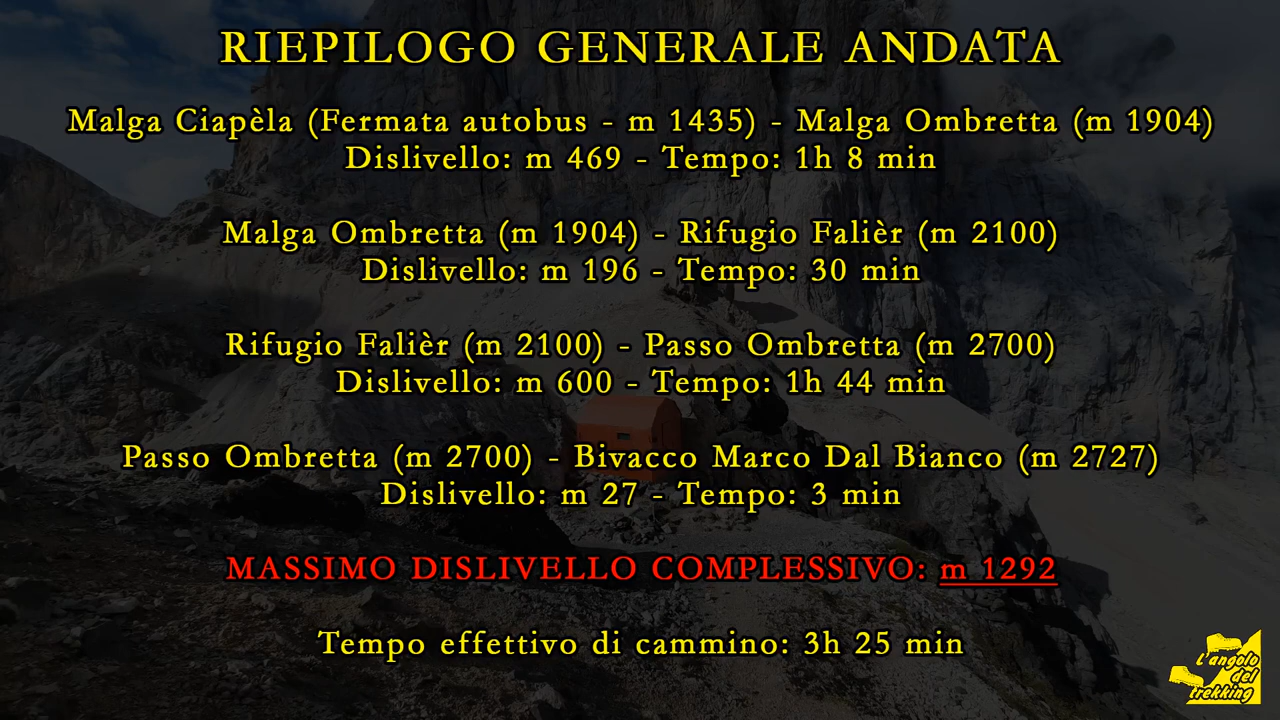 RIEPILOGO GENERALE ANDATA
Malga Ciapèla (Fermata autobus - m 1435) - Malga Ombretta (m 1904)
Dislivello: m 469 - Tempo: 1h 8 min
Malga Ombretta (m 1904) - Rifugio Falièr (m 2100)
Dislivello: m 196 - Tempo: 30 min
Rifugio Falièr (m 2100) - Passo Ombretta (m 2700)
Dislivello: m 600 - Tempo: 1h 44 min
Passo Ombretta (m 2700) - Bivacco Marco Dal Bianco (m 2727)
Dislivello: m 27 - Tempo: 3 min
MASSIMO DISLIVELLO COMPLESSIVO: m 1292
Tempo effettivo di cammino: 3h 25 min
L'angolo
del
trekking